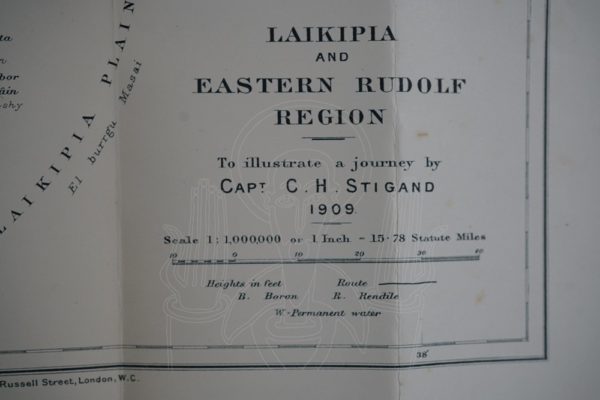 LAIKIPIA
AND
EASTERN RUDOLF
REGION
To illustrate a journey by
CAPT. C. H. STIGAND
1909.
Scale 1:1,000,000 or 1 Inch = 15·78 Statute Miles
10 0 10 20 30 40
Heights in feet Route
B. Boran R. Rendile
W. Permanent water
LAIKIPIA PLAIN
El burrgu Masai
38°
Russell Street, London, W.C.